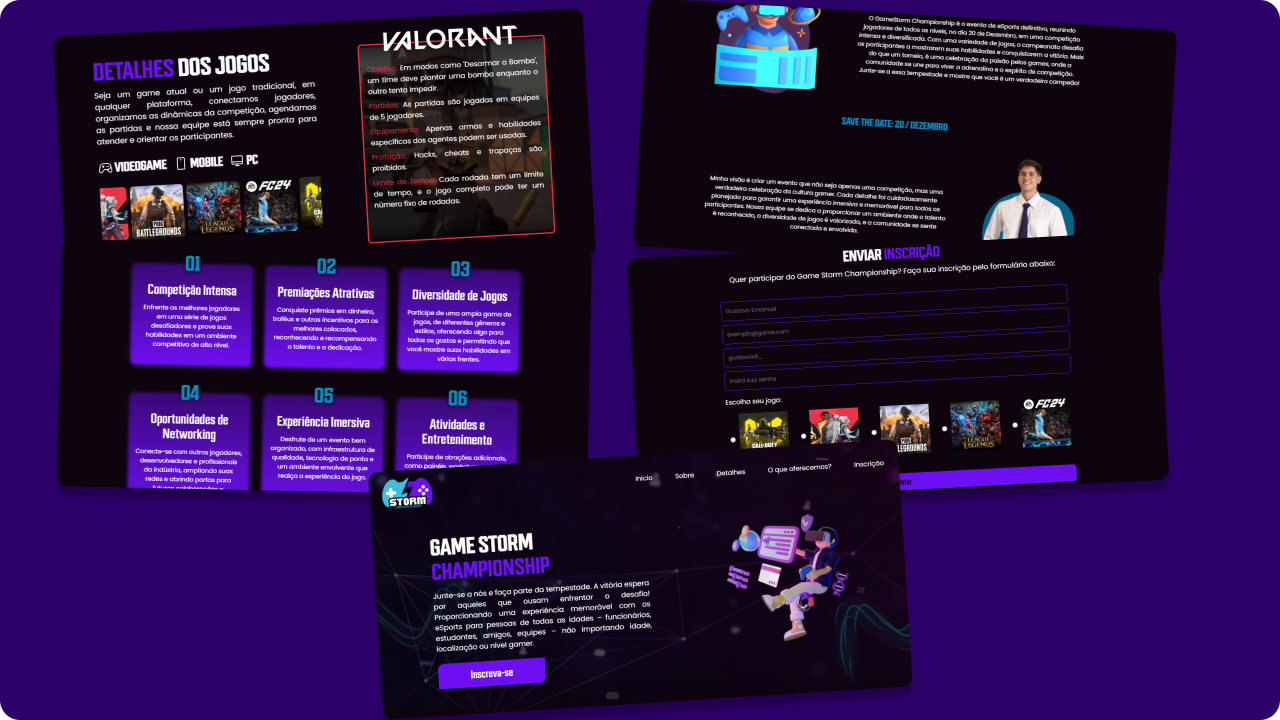 DETALHES DOS JOGOS
Seja um game atual ou um jogo tradicional, em
qualquer plataforma, conectamos jogadores,
organizamos as dinâmicas da competição, agendamos
as partidas e nossa equipe está sempre pronta para
atender e orientar os participantes.
VIDEOGAME MOBILE PC
BATTLEGROUNDS
LEAGUE LEGENDS
FC24
VALORANT
Objetivo: Em modos como 'Desarmar a Bomba',
um time deve plantar uma bomba enquanto o
outro tenta impedir.
Partidas: As partidas são jogadas em equipes
de 5 jogadores.
Equipamento: Apenas armas e habilidades
específicas dos agentes podem ser usadas.
Proibição: Hacks, cheats e trapaças são
proibidos.
Limite de Tempo: Cada rodada tem um limite
de tempo, e o jogo completo pode ter um
número fixo de rodadas.
01
Competição Intensa
Enfrente os melhores jogadores
em uma série de jogos
desafiadores e prove suas
habilidades em um ambiente
competitivo de alto nível.
02
Premiações Atrativas
Conquiste prêmios em dinheiro,
troféus e outros incentivos para os
melhores colocados,
reconhecendo e recompensando
o talento e a dedicação.
03
Diversidade de Jogos
Participe de uma ampla gama de
jogos, de diferentes gêneros e
estilos, oferecendo algo para
todos os gostos e permitindo que
você mostre suas habilidades em
várias frentes.
04
Oportunidades de
Networking
Conecte-se com outros jogadores,
desenvolvedores e profissionais
da indústria, ampliando suas
redes e abrindo portas para
05
Experiência Imersiva
Desfrute de um evento bem
organizado, com infraestrutura de
qualidade, tecnologia de ponta e
um ambiente envolvente que
realça a experiência do jogo.
06
Atividades e
Entretenimento
Participe de atrações adicionais,
O GameStorm Championship é o evento de eSports definitivo, reunindo
jogadores de todos os níveis, no dia 20 de Dezembro, em uma competição
intensa e diversificada. Com uma variedade de jogos, o campeonato desafia
os participantes a mostrarem suas habilidades e conquistarem a vitória. Mais
do que um torneio, é uma celebração da paixão pelos games, onde a
comunidade se une para viver a adrenalina e o espírito de competição.
Junte-se a essa tempestade e mostre que você é um verdadeiro campeão!
SAVE THE DATE: 20 / DEZEMBRO
Minha visão é criar um evento que não seja apenas uma competição, mas uma
verdadeira celebração da cultura gamer. Cada detalhe foi cuidadosamente
planejado para garantir uma experiência imersiva e memorável para todos os
participantes. Nossa equipe se dedica a proporcionar um ambiente onde o talento
é reconhecido, a diversidade de jogos é valorizada, e a comunidade se sente
conectada e envolvida.
ENVIAR INSCRIÇÃO
Quer participar do Game Storm Championship? Faça sua inscrição pelo formulário abaixo:
Gustavo Emanuel
exemplo@game.com
gustavox8_
insira sua senha
Escolha seu jogo:
CALL OF DUTY
LEGENDS
FC24
STORM
Início Sobre Detalhes O que oferecemos? Inscrição
GAME STORM
CHAMPIONSHIP
Junte-se a nós e faça parte da tempestade. A vitória espera
por aqueles que ousam enfrentar o desafio!
Proporcionando uma experiência memorável com os
eSports para pessoas de todas as idades – funcionários,
estudantes, amigos, equipes – não importando idade,
localização ou nível gamer.
Inscreva-se